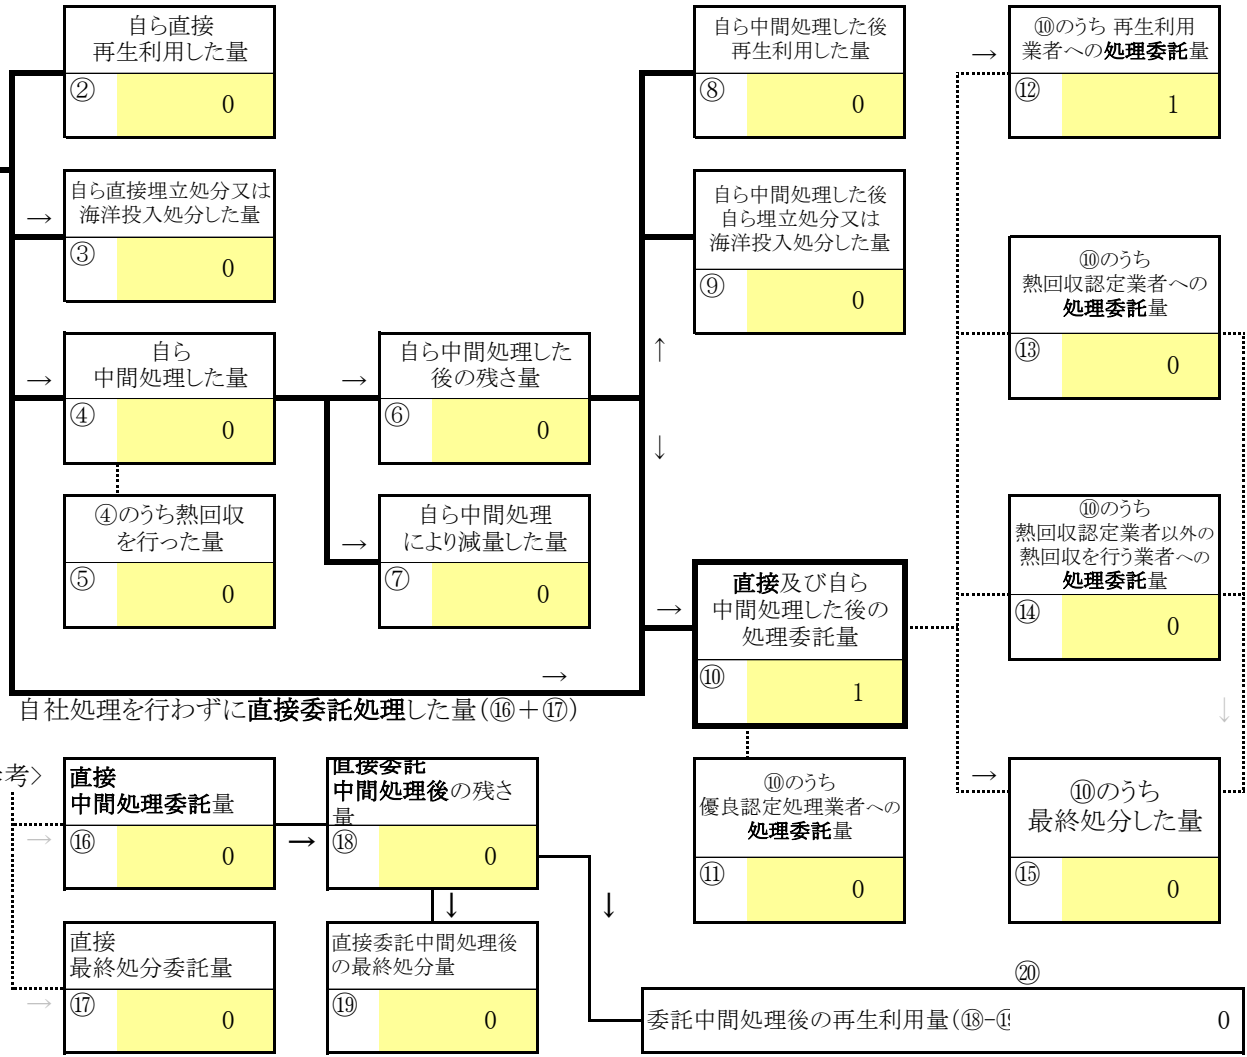 自ら直接
再生利用した量
②
0
自ら中間処理した後
再生利用した量
⑧
0
→
⑩のうち 再生利用
業者への処理委託量
⑫
1
→
自ら直接埋立処分又は
海洋投入処分した量
③
0
自ら中間処理した後
自ら埋立処分又は
海洋投入処分した量
⑨
0
⑩のうち
熱回収認定業者への
処理委託量
⑬
0
→
自ら
中間処理した量
④
0
→
自ら中間処理した
後の残さ量
⑥
0
↑
↓
④のうち熱回収
を行った量
⑤
0
→
自ら中間処理
により減量した量
⑦
0
⑩のうち
熱回収認定業者以外の
熱回収を行う業者への
処理委託量
⑭
0
→
直接及び自ら
中間処理した後の
処理委託量
⑩
1
→
自社処理を行わずに直接委託処理した量(⑯+⑰)
↓
考>
直接
中間処理委託量
→
⑯
0
→
直接委託
中間処理後の残さ
量
⑱
0
⑩のうち
優良認定処理業者への
処理委託量
⑪
0
→
⑩のうち
最終処分した量
⑮
0
↓
↓
直接
最終処分委託量
→
⑰
0
直接委託中間処理後
の最終処分量
⑲
0
⑳
委託中間処理後の再生利用量(⑱-⑲
0